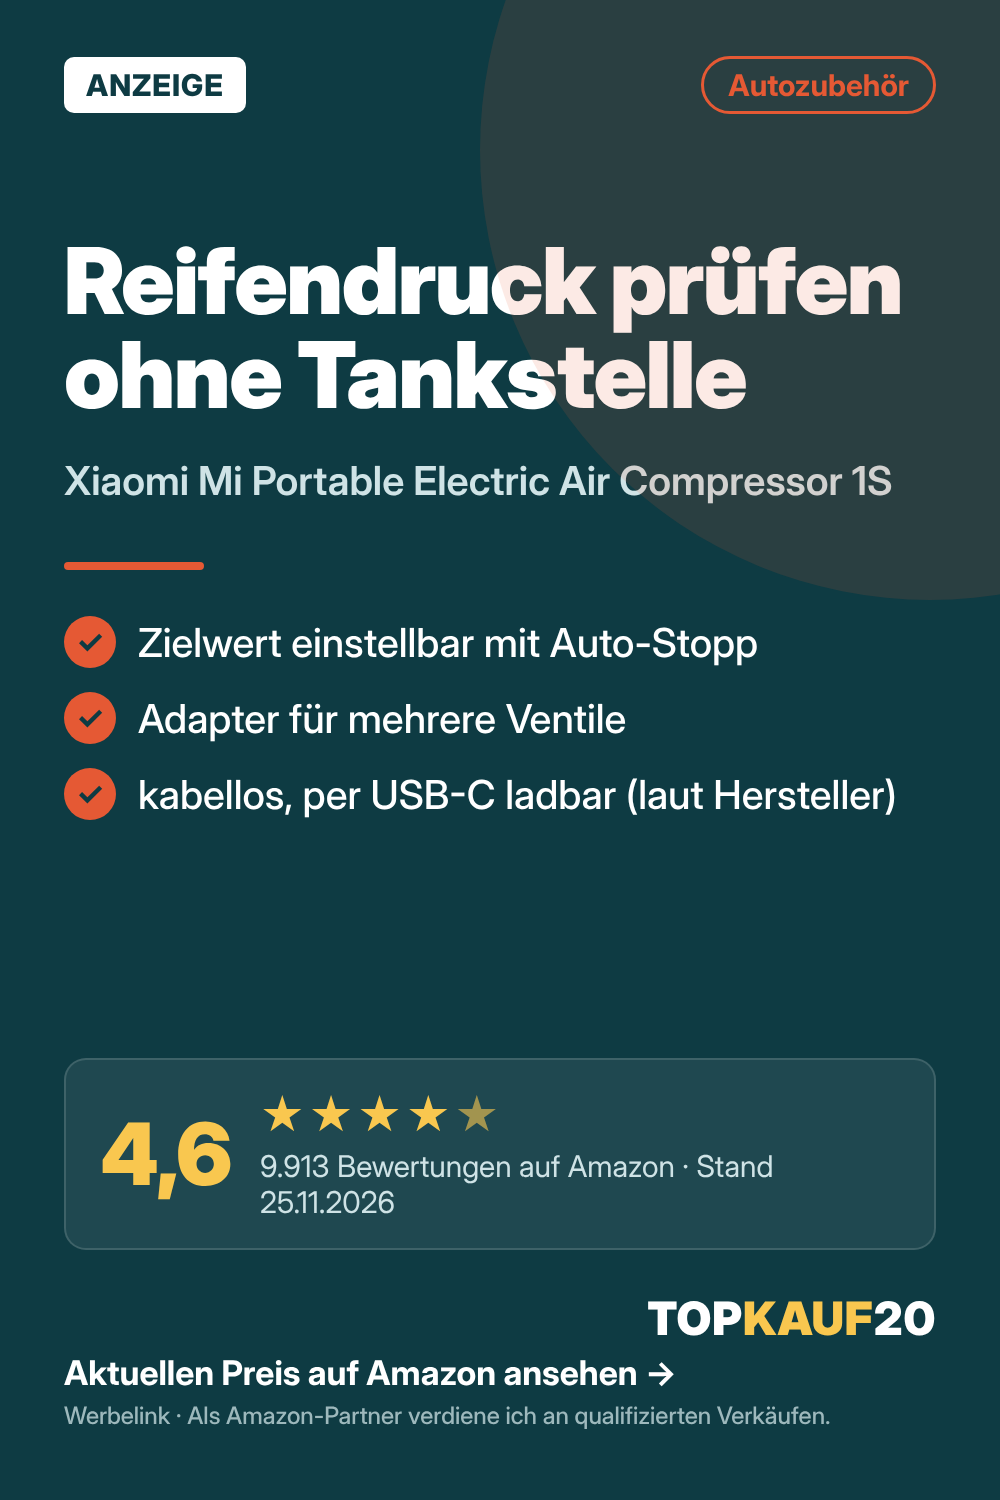 ANZEIGE
Autozubehör
Reifendruck prüfen
ohne Tankstelle
Xiaomi Mi Portable Electric Air Compressor 1S
Zielwert einstellbar mit Auto-Stopp
Adapter für mehrere Ventile
kabellos, per USB-C ladbar (laut Hersteller)
4,6
★★★★★
9.913 Bewertungen auf Amazon · Stand
25.11.2026
TOPKAUF20
Aktuellen Preis auf Amazon ansehen →
Werbelink · Als Amazon-Partner verdiene ich an qualifizierten Verkäufen.